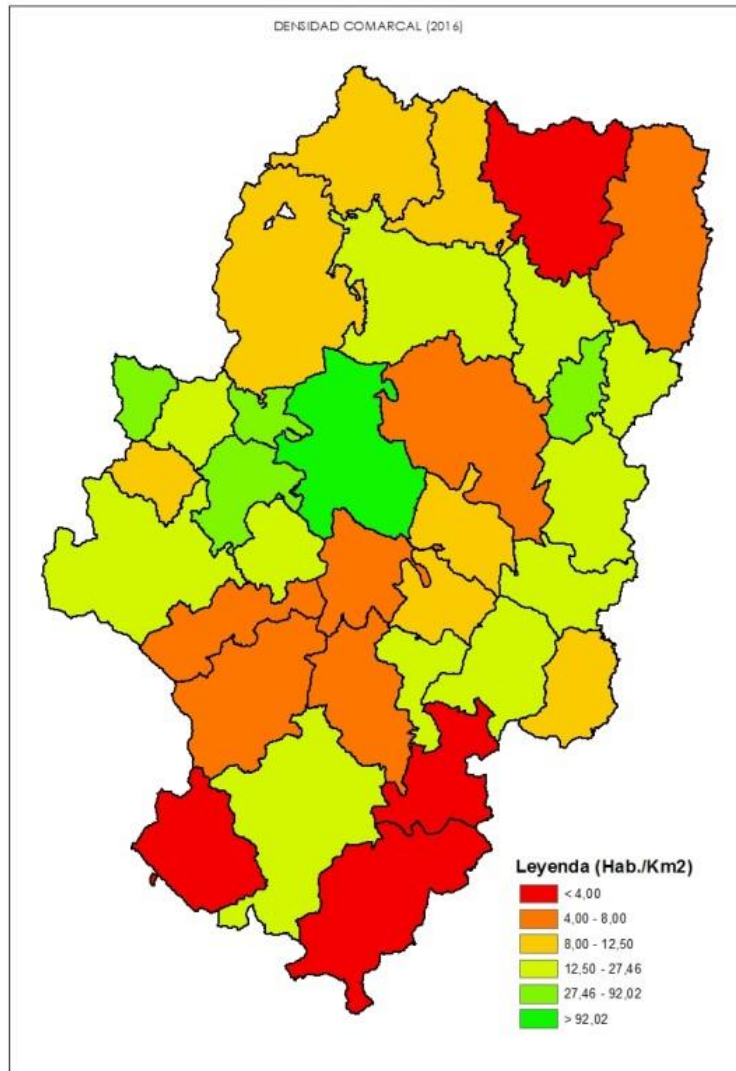 DENSIDAD COMARCAL (2016)
Leyenda (Hab./Km2)
< 4,00
4,00 - 8,00
8,00 - 12,50
12,50 - 27,46
27,46 - 92,02
> 92,02